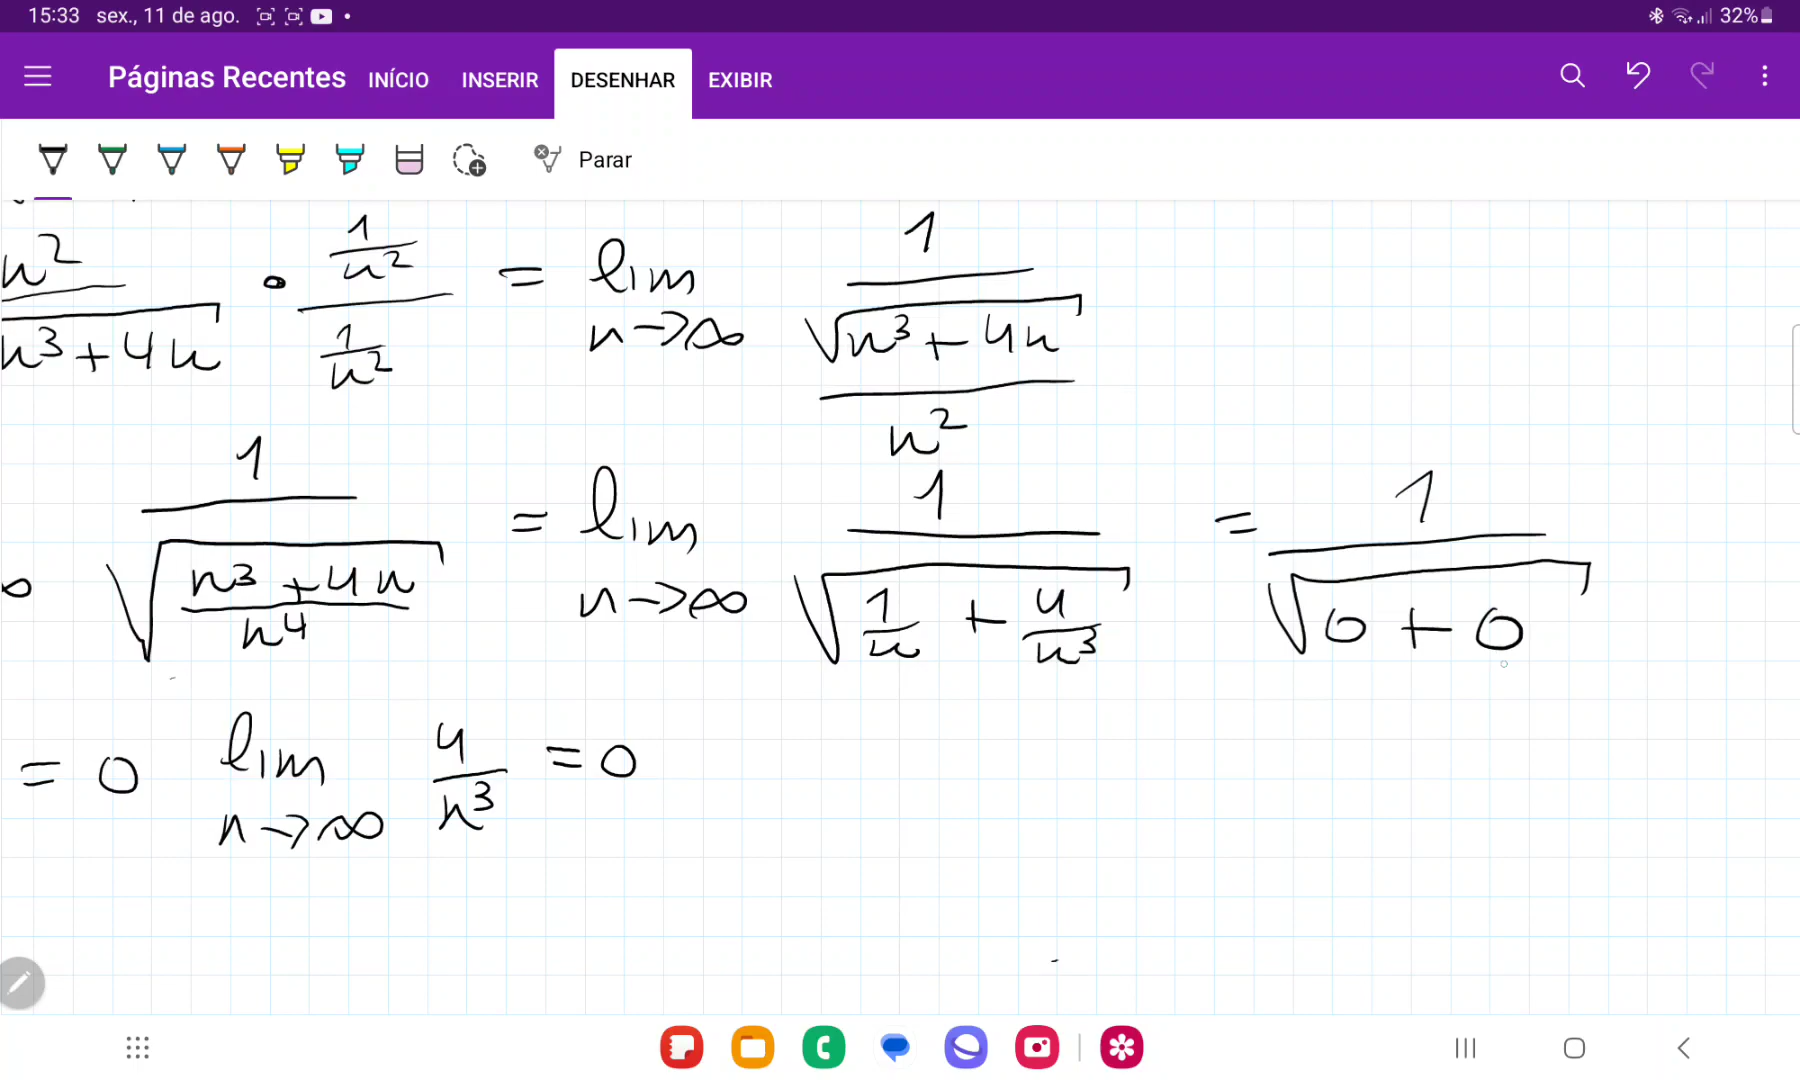 15:33 sex., 11 de ago. 32%
Páginas Recentes INÍCIO INSERIR DESENHAR EXIBIR
Parar
n² / √(n³+4n) · (1/n²) / (1/n²) = lim n→∞ 1 / (√(n³+4n) / n²)
∞ 1 / √((n³+4n)/n⁴) = lim n→∞ 1 / √(1/n + 4/n³) = 1 / √(0+0)
= 0 lim n→∞ 4/n³ = 0